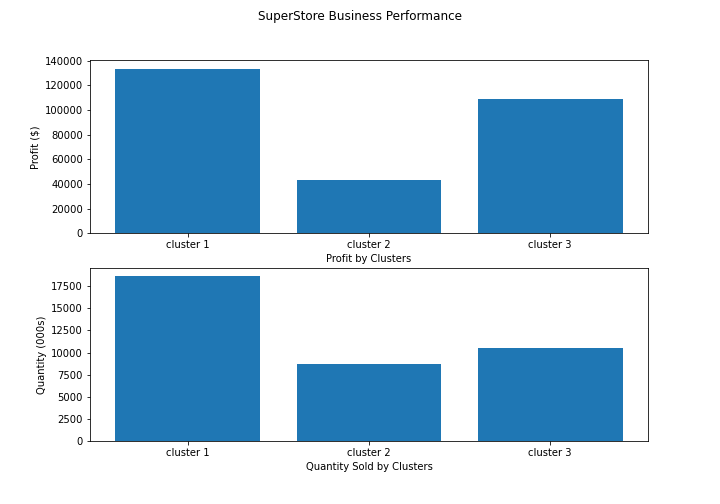 SuperStore Business Performance
140000
120000
100000
80000
60000
40000
20000
0
Profit ($)
cluster 1 cluster 2 cluster 3
Profit by Clusters
17500
15000
12500
10000
7500
5000
2500
0
Quantity (000s)
cluster 1 cluster 2 cluster 3
Quantity Sold by Clusters